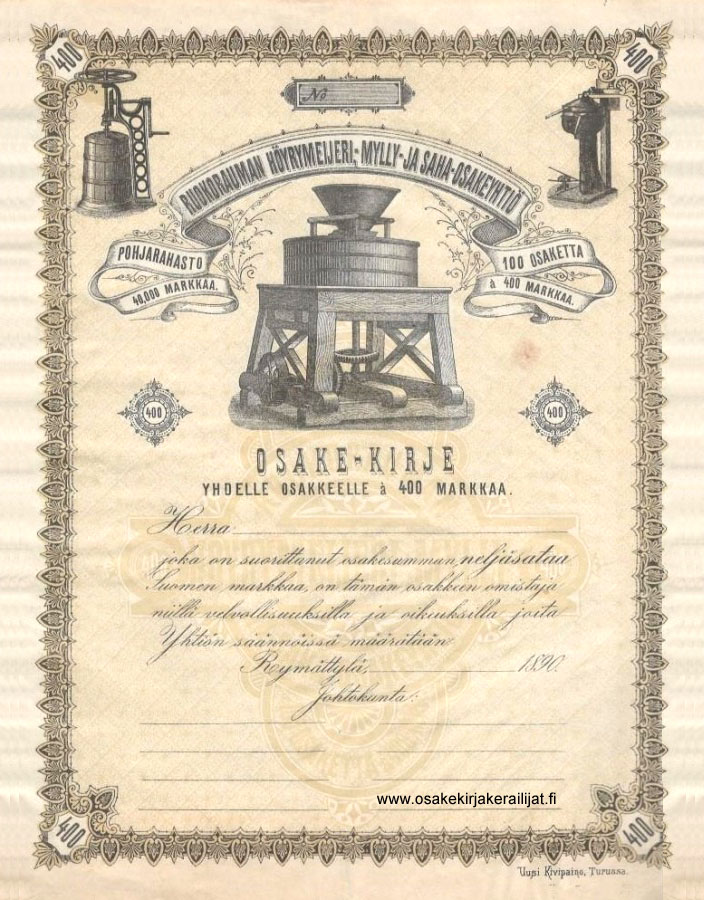 400
400
No
RUOKORAUMAN HÖYRYMEIJERI,-MYLLY-JA SAHA-OSAKEYHTIÖ
POHJARAHASTO
40,000 MARKKAA.
100 OSAKETTA
à 400 MARKKAA.
400
400
OSAKE-KIRJE
YHDELLE OSAKKEELLE à 400 MARKKAA.
Herra
joka on suorittanut osakesumman, neljäsataa
Suomen markkaa, on tämän osakkeen omistaja
niillä velvollisuuksilla ja oikeuksilla joita
Yhtiön säännöissä määrätään.
Rymättylä, 1890.
Johtokunta:
www.osakekirjakerailijat.fi
400
400
Uusi Kivipaino, Turussa.